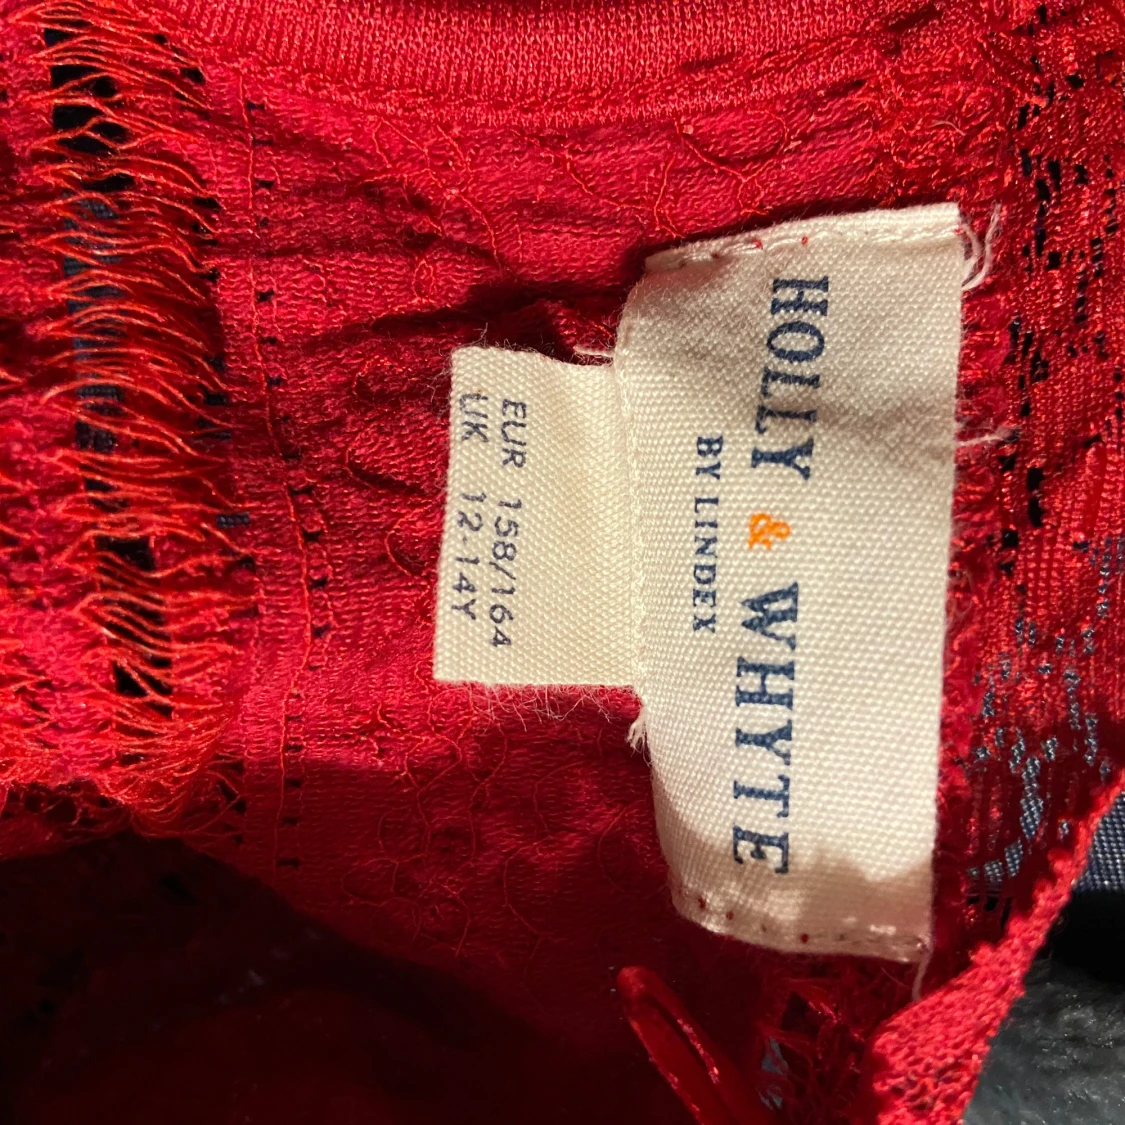 HOLLY & WHYTE
BY LINDEX
EUR 158/164
UK 12-14Y